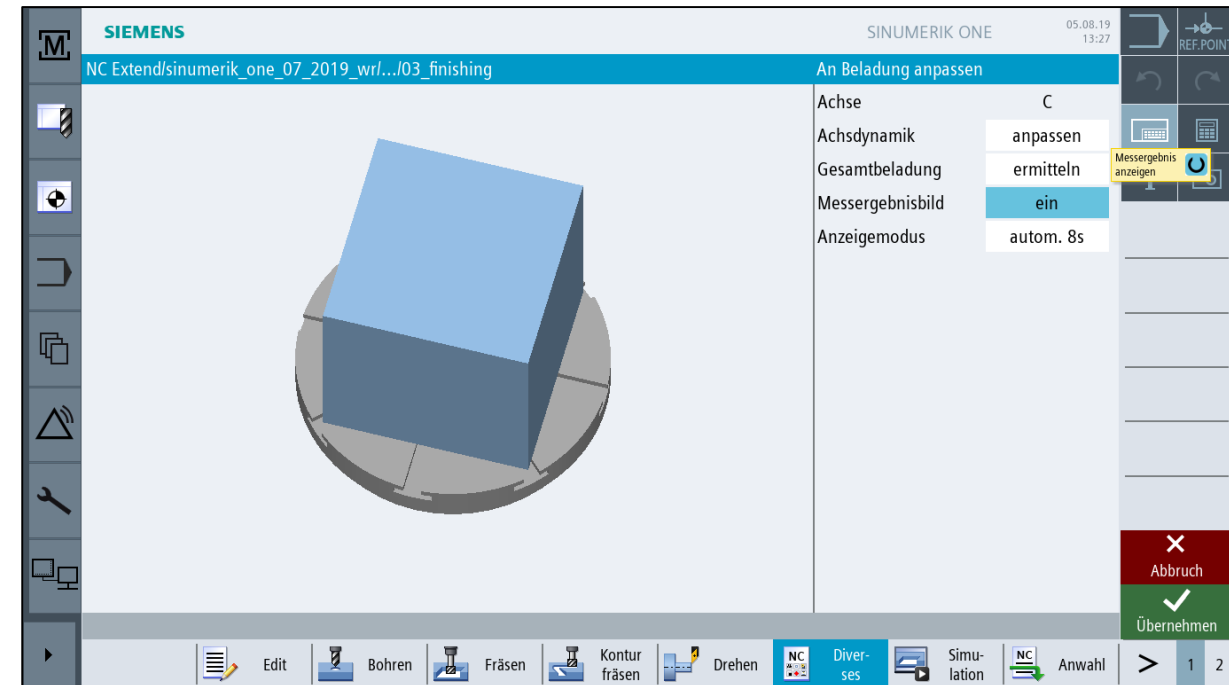 M
SIEMENS
SINUMERIK ONE
05.08.19
13:27
REF.POINT
NC Extend/sinumerik_one_07_2019_wr/.../03_finishing
An Beladung anpassen
Achse C
Achsdynamik anpassen
Gesamtbeladung ermitteln
Messergebnisbild ein
Anzeigemodus autom. 8s
Messergebnis
anzeigen
Abbruch
Übernehmen
Edit
Bohren
Fräsen
Kontur
fräsen
Drehen
NC
Diver-
ses
Simu-
lation
NC
Anwahl
>
1 2